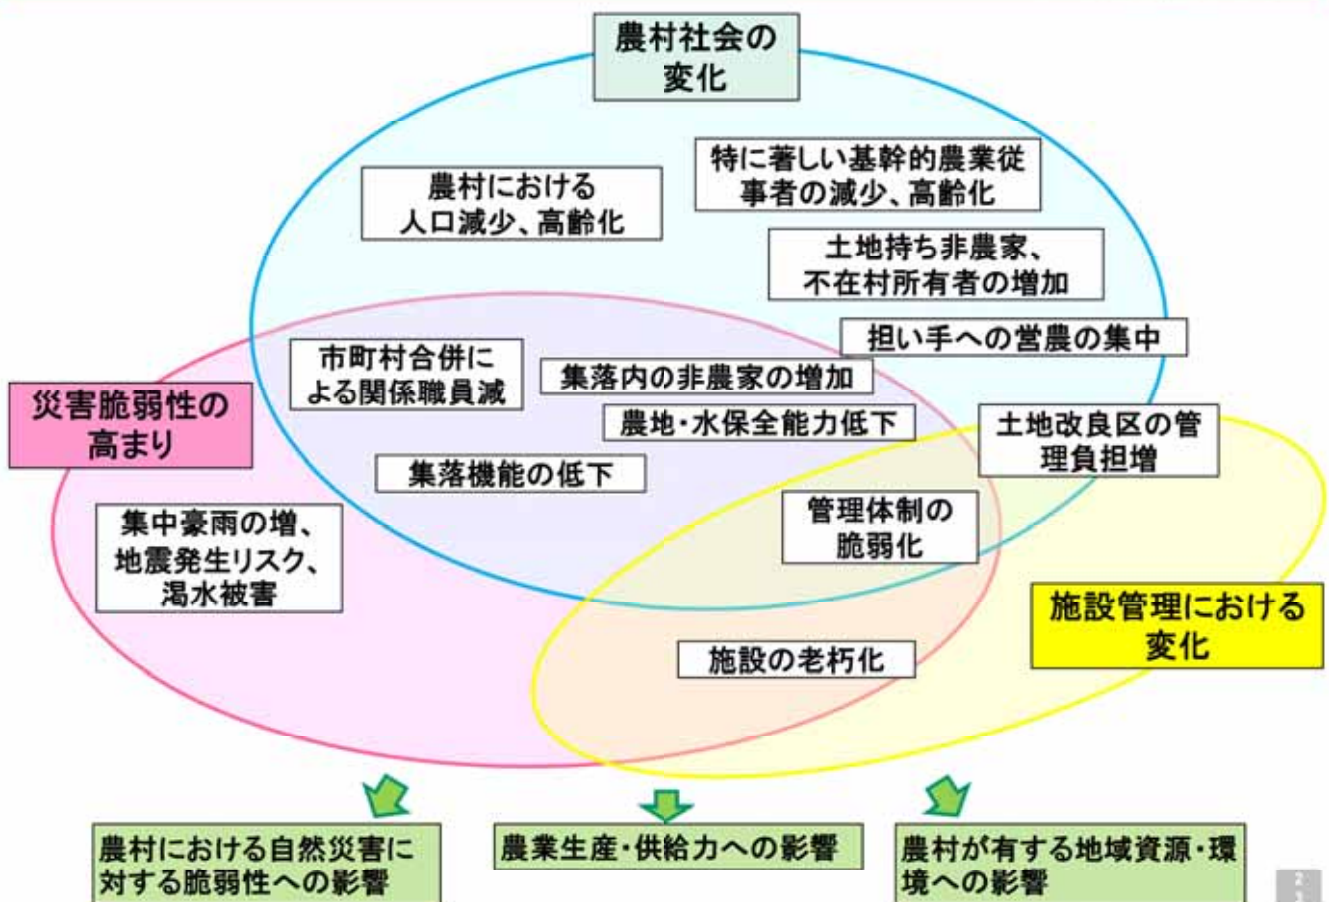 農村社会の
変化
特に著しい基幹的農業従
事者の減少、高齢化
農村における
人口減少、高齢化
土地持ち非農家、
不在村所有者の増加
担い手への営農の集中
市町村合併に
よる関係職員減
集落内の非農家の増加
災害脆弱性の
高まり
農地・水保全能力低下
土地改良区の管
理負担増
集落機能の低下
管理体制の
脆弱化
集中豪雨の増、
地震発生リスク、
渇水被害
施設管理における
変化
施設の老朽化
農村における自然災害に
対する脆弱性への影響
農業生産・供給力への影響
農村が有する地域資源・環
境への影響
2